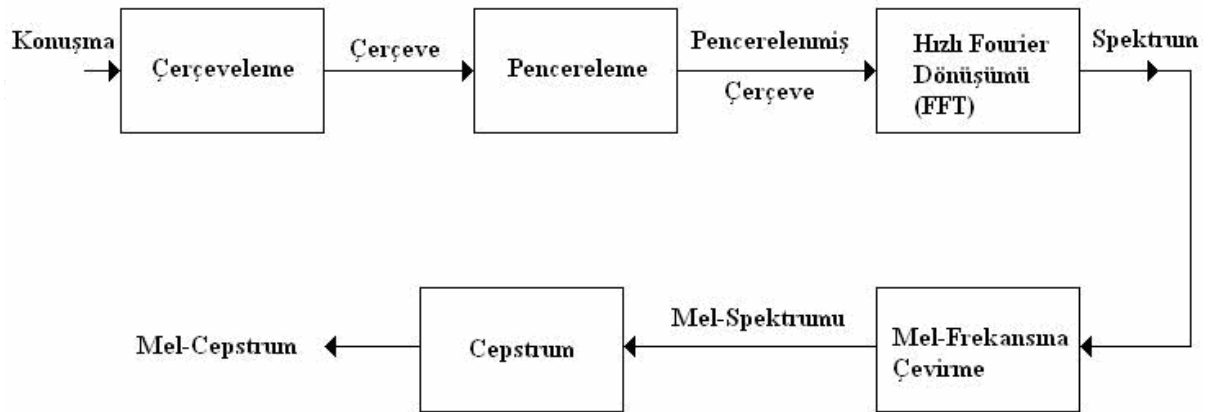 Konuşma
Çerçeveleme
Çerçeve
Pencereleme
Pencerelenmiş
Çerçeve
Hızlı Fourier
Dönüşümü
(FFT)
Spektrum
Mel-Frekansına
Çevirme
Mel-Spektrumu
Cepstrum
Mel-Cepstrum